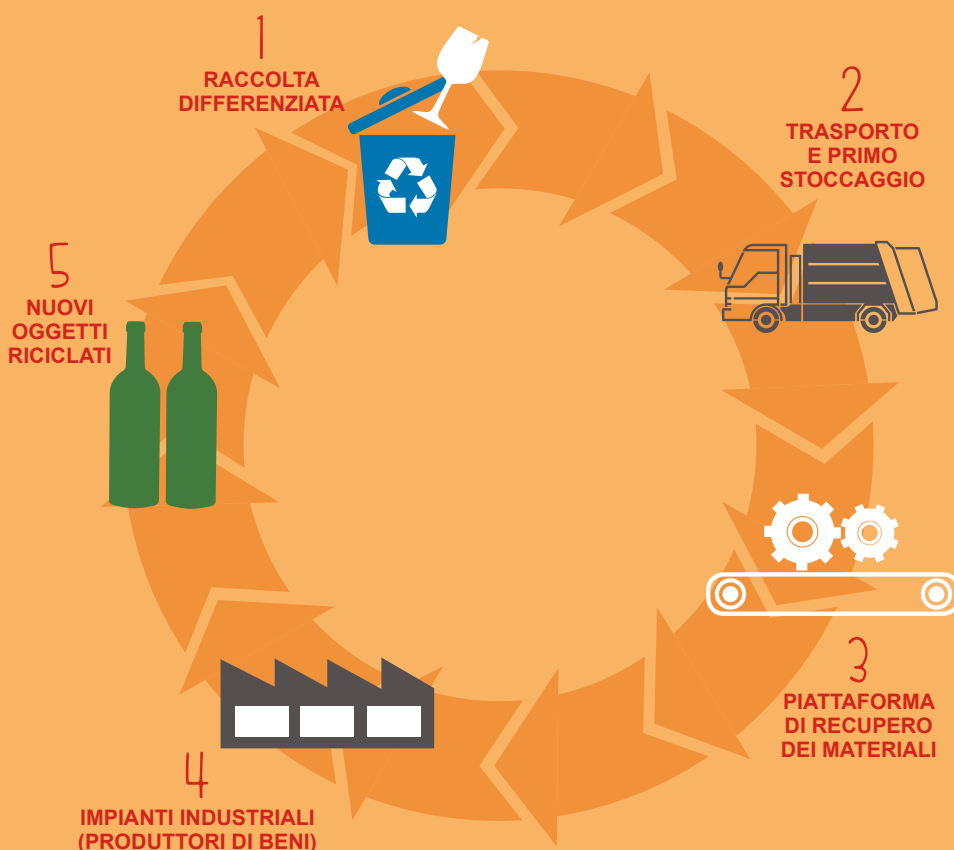 1
RACCOLTA
DIFFERENZIATA
2
TRASPORTO
E PRIMO
STOCCAGGIO
3
PIATTAFORMA
DI RECUPERO
DEI MATERIALI
4
IMPIANTI INDUSTRIALI
(PRODUTTORI DI BENI)
5
NUOVI
OGGETTI
RICICLATI